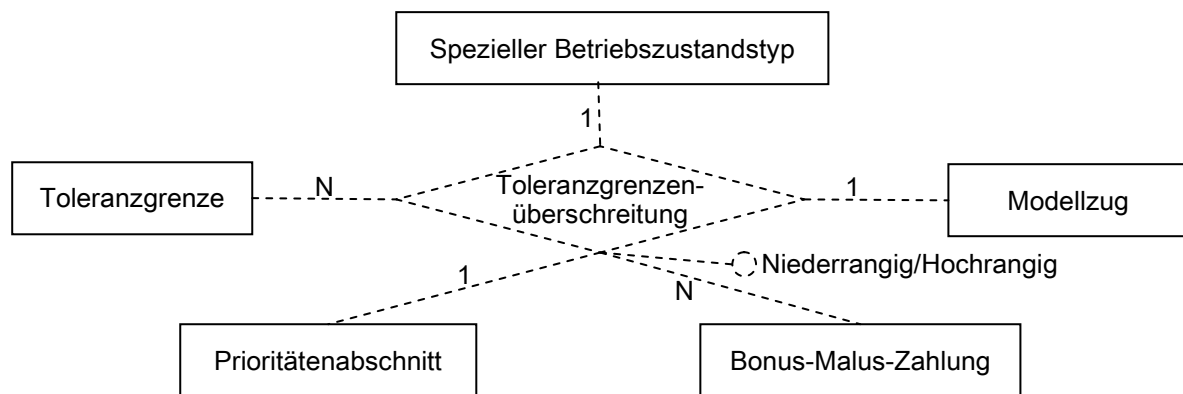 Spezieller Betriebszustandstyp
1
Toleranzgrenze
N
Toleranzgrenzen-
überschreitung
1
Modellzug
Niederrangig/Hochrangig
1
N
Prioritätenabschnitt
Bonus-Malus-Zahlung